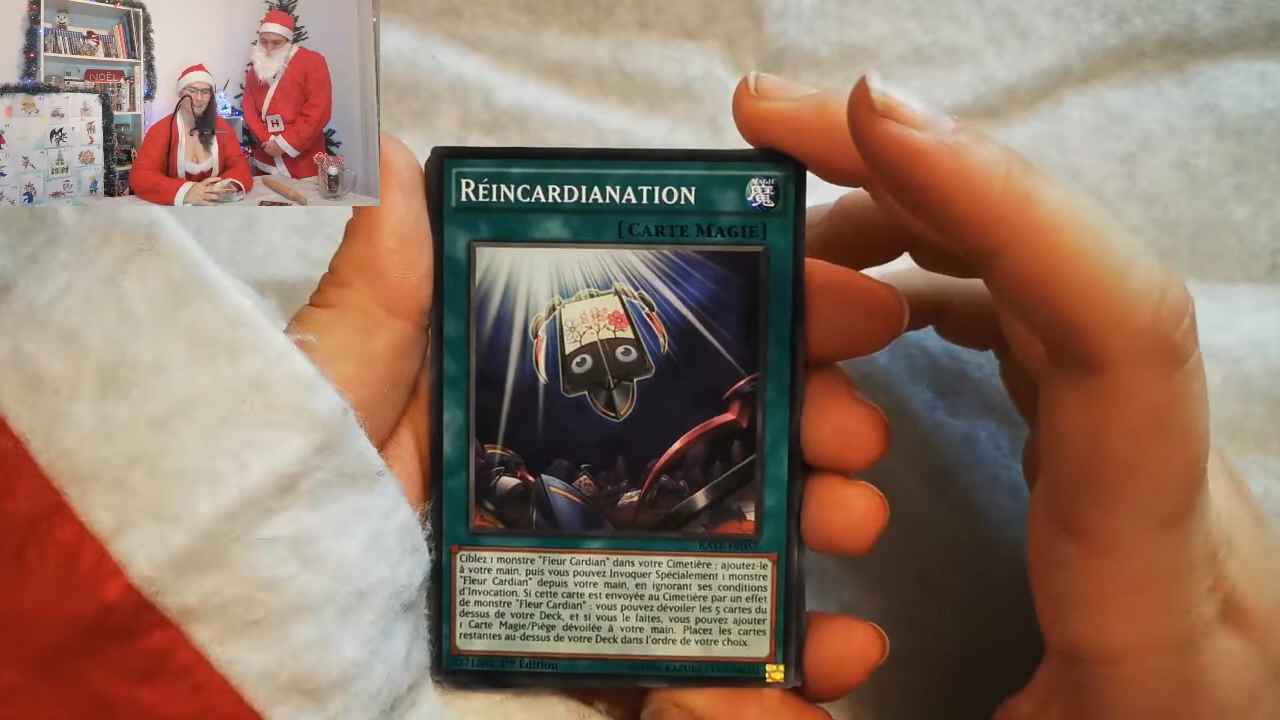 NOËL
H
RÉINCARDIANATION
MAGIE
魔
[CARTE MAGIE]
Ciblez 1 monstre "Fleur Cardian" dans votre Cimetière ; ajoutez-le
à votre main, puis vous pouvez Invoquer Spécialement 1 monstre
"Fleur Cardian" depuis votre main, en ignorant ses conditions
d'Invocation. Si cette carte est envoyée au Cimetière par un effet
de monstre "Fleur Cardian" : vous pouvez dévoiler les 5 cartes du
dessus de votre Deck, et si vous le faites, vous pouvez ajouter
1 Carte Magie/Piège dévoilée à votre main. Placez les cartes
restantes au-dessus de votre Deck dans l'ordre de votre choix.
1ère Edition